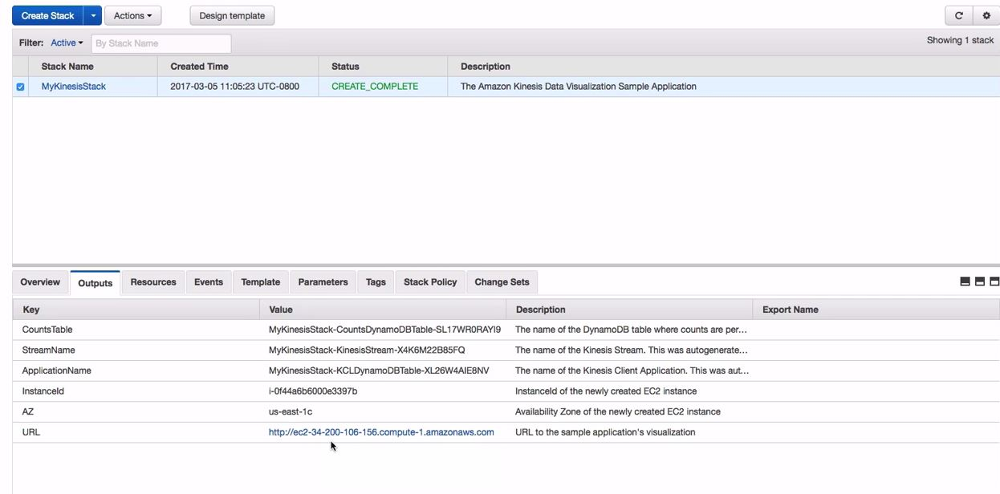 Create Stack Actions Design template
Filter: Active By Stack Name Showing 1 stack
Stack Name Created Time Status Description
MyKinesisStack 2017-03-05 11:05:23 UTC-0800 CREATE_COMPLETE The Amazon Kinesis Data Visualization Sample Application
Overview Outputs Resources Events Template Parameters Tags Stack Policy Change Sets
Key Value Description Export Name
CountsTable MyKinesisStack-CountsDynamoDBTable-SL17WR0RAYI9 The name of the DynamoDB table where counts are per...
StreamName MyKinesisStack-KinesisStream-X4K6M22B85FQ The name of the Kinesis Stream. This was autogenerate...
ApplicationName MyKinesisStack-KCLDynamoDBTable-XL26W4AIE8NV The name of the Kinesis Client Application. This was aut...
InstanceId i-0f44a6b6000e3397b InstanceId of the newly created EC2 instance
AZ us-east-1c Availability Zone of the newly created EC2 instance
URL http://ec2-34-200-106-156.compute-1.amazonaws.com URL to the sample application's visualization